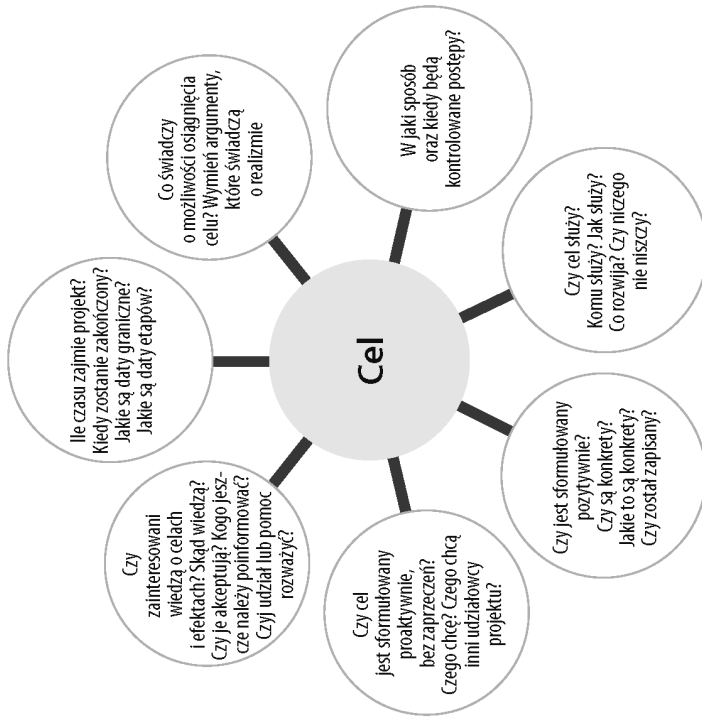 Cel
Ile czasu zajmie projekt?
Kiedy zostanie zakończony?
Jakie są daty graniczne?
Jakie są daty etapów?
Co świadczy
o możliwości osiągnięcia
celu? Wymień argumenty,
które świadczą
o realizmie
W jaki sposób
oraz kiedy będą
kontrolowane postępy?
Czy cel służy?
Komu służy? Jak służy?
Co rozwija? Czy niczego
nie niszczy?
Czy jest sformułowany
pozytywnie?
Czy są konkrety?
Jakie to są konkrety?
Czy został zapisany?
Czy cel
jest sformułowany
proaktywnie,
bez zaprzeczeń?
Czego chcę? Czego chcą
inni udziałowcy
projektu?
Czy
zainteresowani
wiedzą o celach
i efektach? Skąd wiedzą?
Czy je akceptują? Kogo jesz-
cze należy poinformować?
Czyj udział lub pomoc
rozważyć?